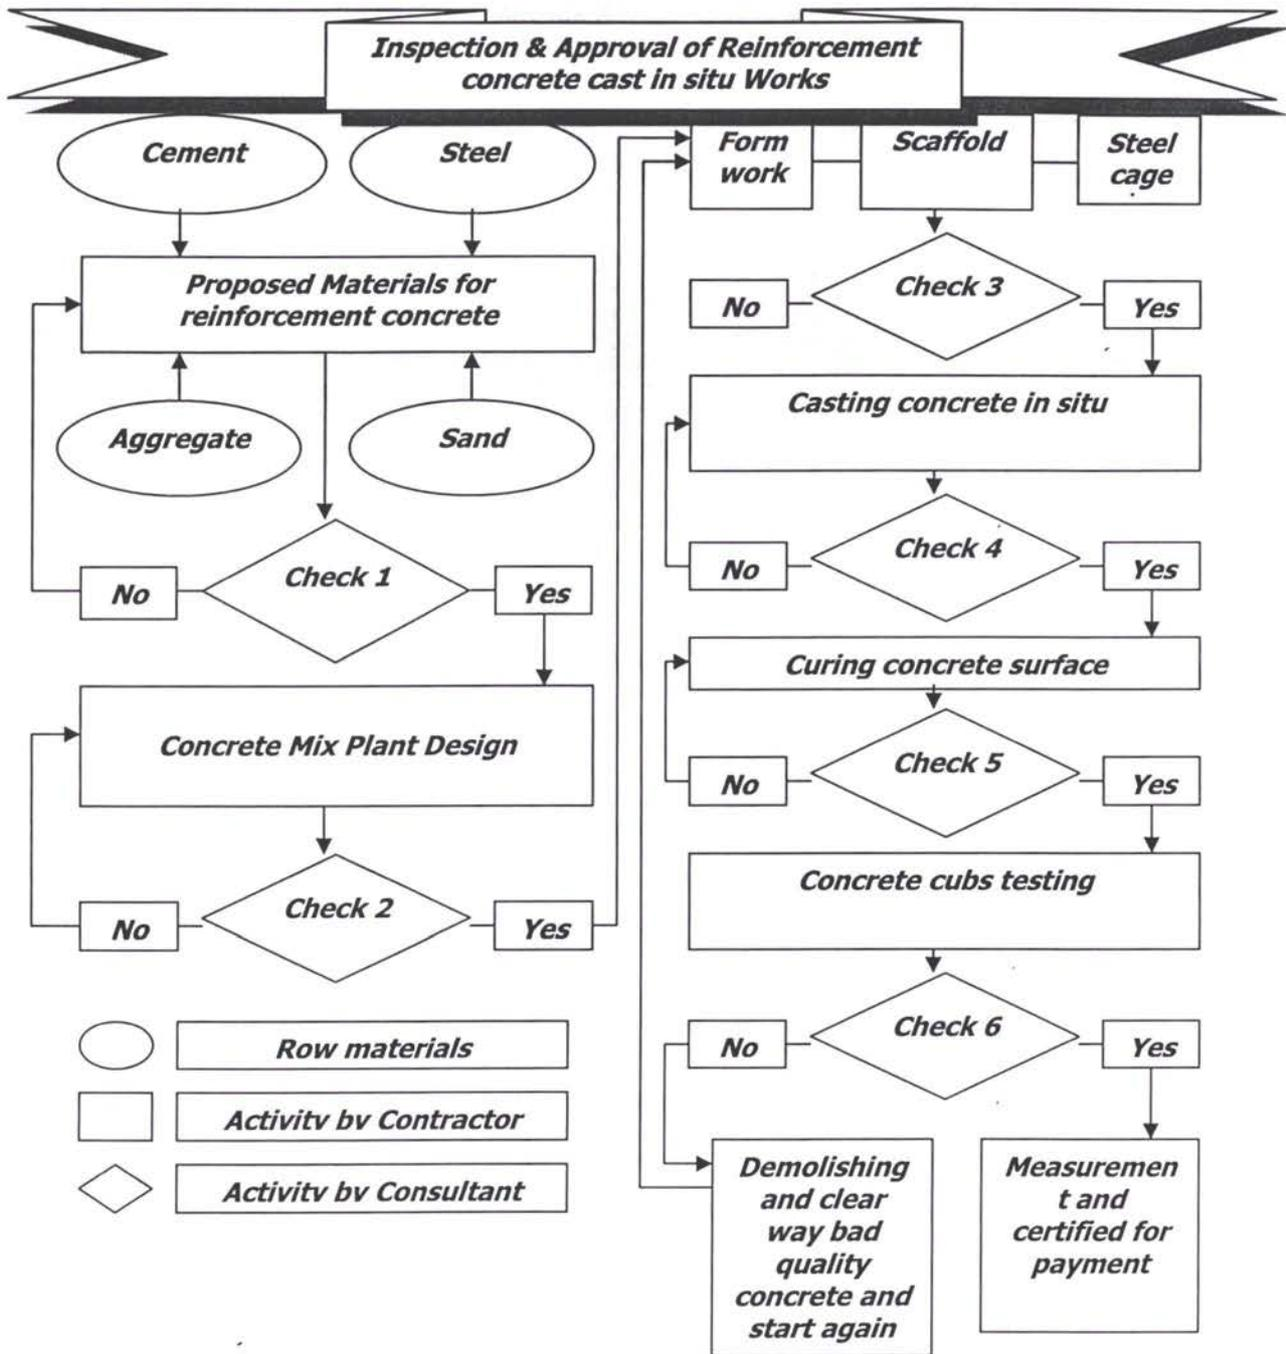 Inspection & Approval of Reinforcement
concrete cast in situ Works
Cement
Steel
Proposed Materials for
reinforcement concrete
Aggregate
Sand
Check 1
No
Yes
Concrete Mix Plant Design
Check 2
No
Yes
Row materials
Activity by Contractor
Activity by Consultant
Form
work
Scaffold
Steel
cage
Check 3
No
Yes
Casting concrete in situ
Check 4
No
Yes
Curing concrete surface
Check 5
No
Yes
Concrete cubs testing
Check 6
No
Yes
Demolishing
and clear
way bad
quality
concrete and
start again
Measuremen
t and
certified for
payment